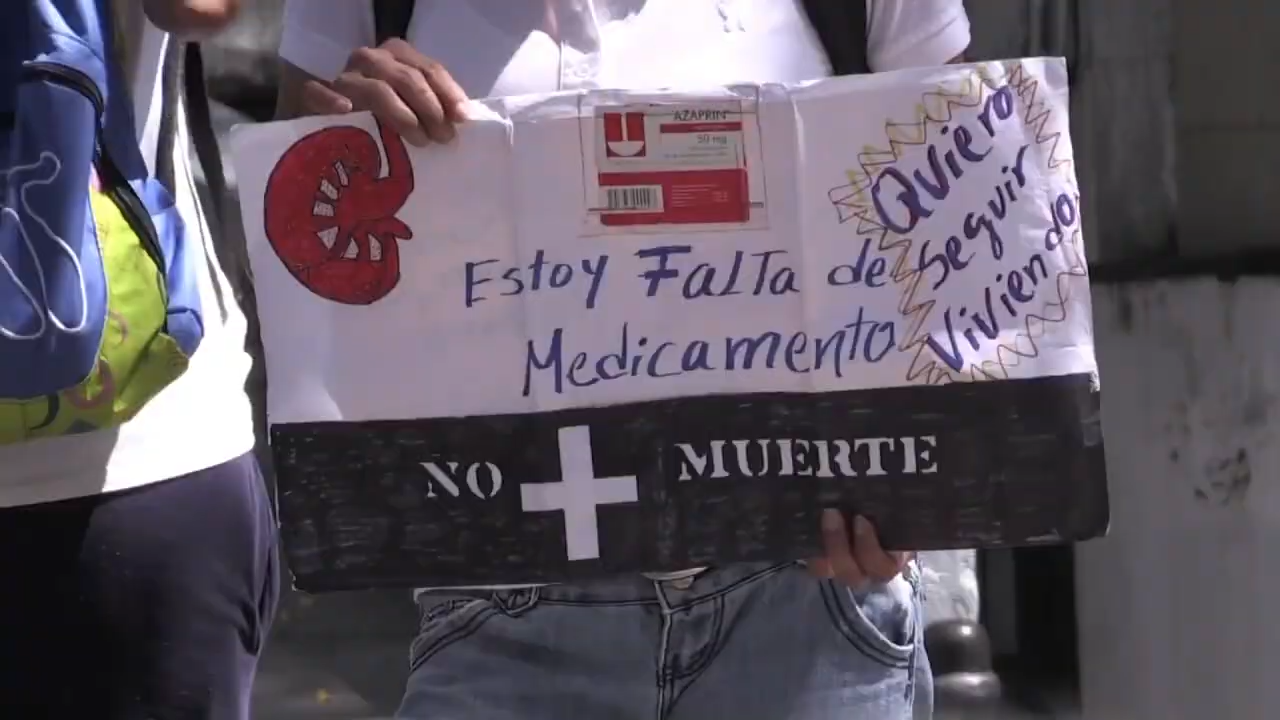 AZAPRIN
50 mg
Estoy Falta de
Medicamento
Quiero
Seguir
Viviendo.
NO + MUERTE